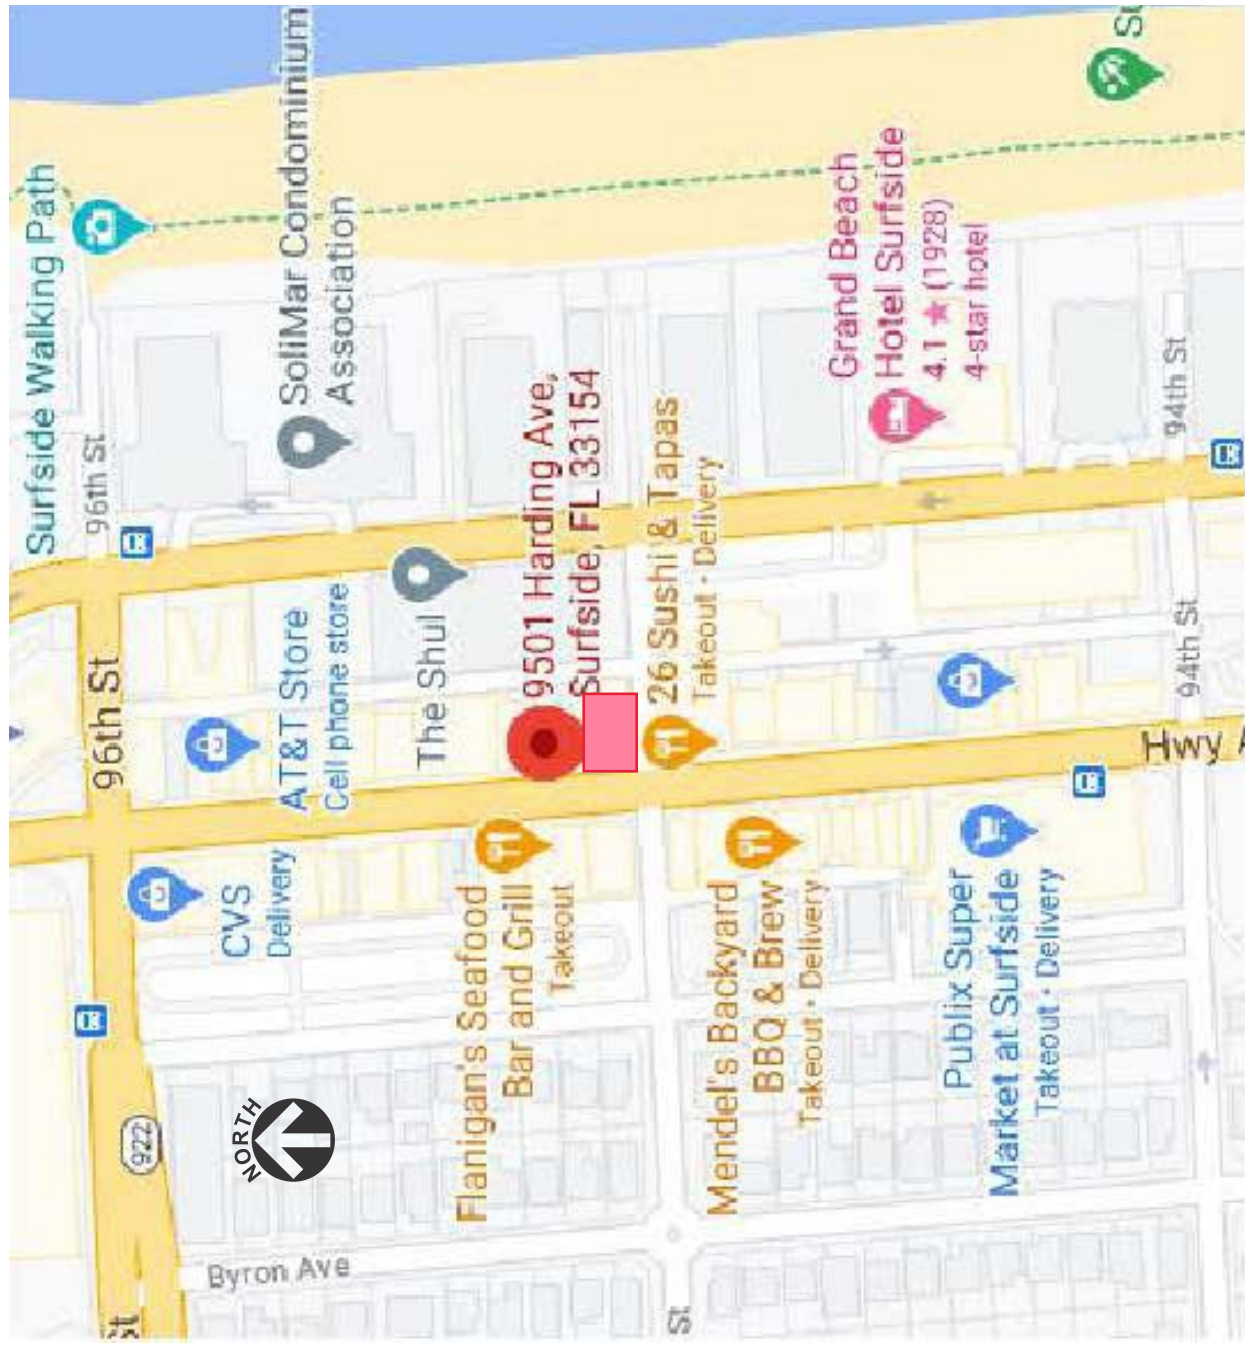 Surfside Walking Path
96th St
SoliMar Condominium
Association
Grand Beach
Hotel Surfside
4.1 ★ (1928)
4-star hotel
94th St
96th St
AT&T Store
Cell phone store
The Shul
9501 Harding Ave,
Surfside, FL 33154
26 Sushi & Tapas
Takeout · Delivery
94th St
Hwy A
CVS
Delivery
Flanigan's Seafood
Bar and Grill
Takeout
Mendel's Backyard
BBQ & Brew
Takeout · Delivery
Publix Super
Market at Surfside
Takeout · Delivery
922
NORTH
Byron Ave
St
St